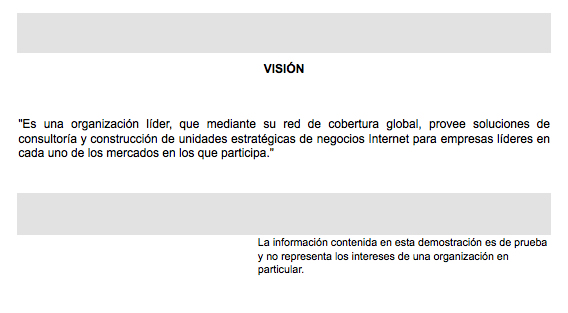 VISIÓN
"Es una organización líder, que mediante su red de cobertura global, provee soluciones de
consultoría y construcción de unidades estratégicas de negocios Internet para empresas líderes en
cada uno de los mercados en los que participa."
La información contenida en esta demostración es de prueba
y no representa los intereses de una organización en
particular.